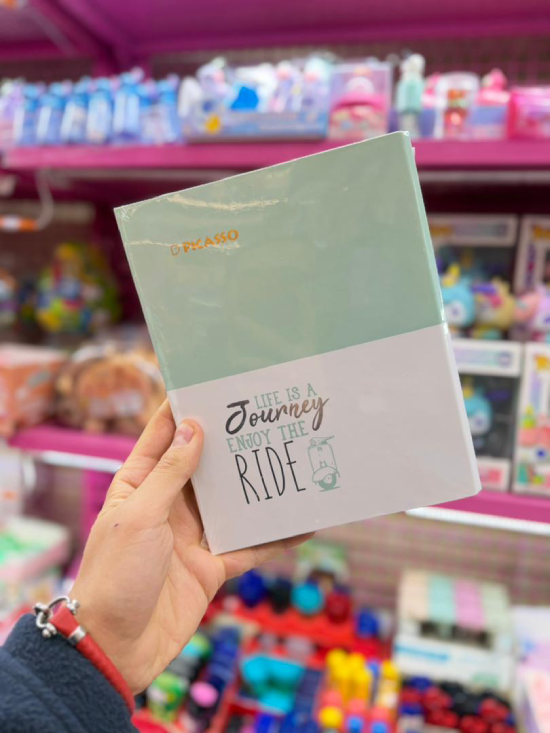 PICASSO
LIFE IS A
Journey
ENJOY THE
RIDE